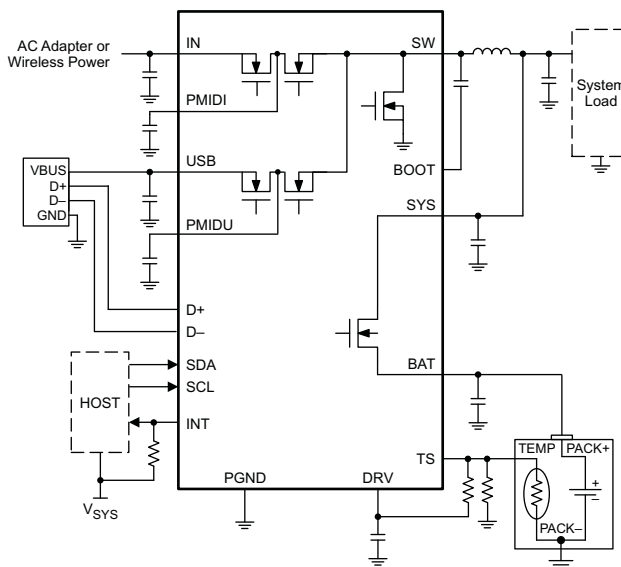 AC Adapter or
Wireless Power
IN
SW
PMIDI
System
Load
BOOT
VBUS
D+
D–
GND
USB
PMIDU
SYS
D+
D–
HOST
SDA
SCL
INT
BAT
VSYS
PGND
DRV
TS
TEMP
PACK+
+
–
PACK–